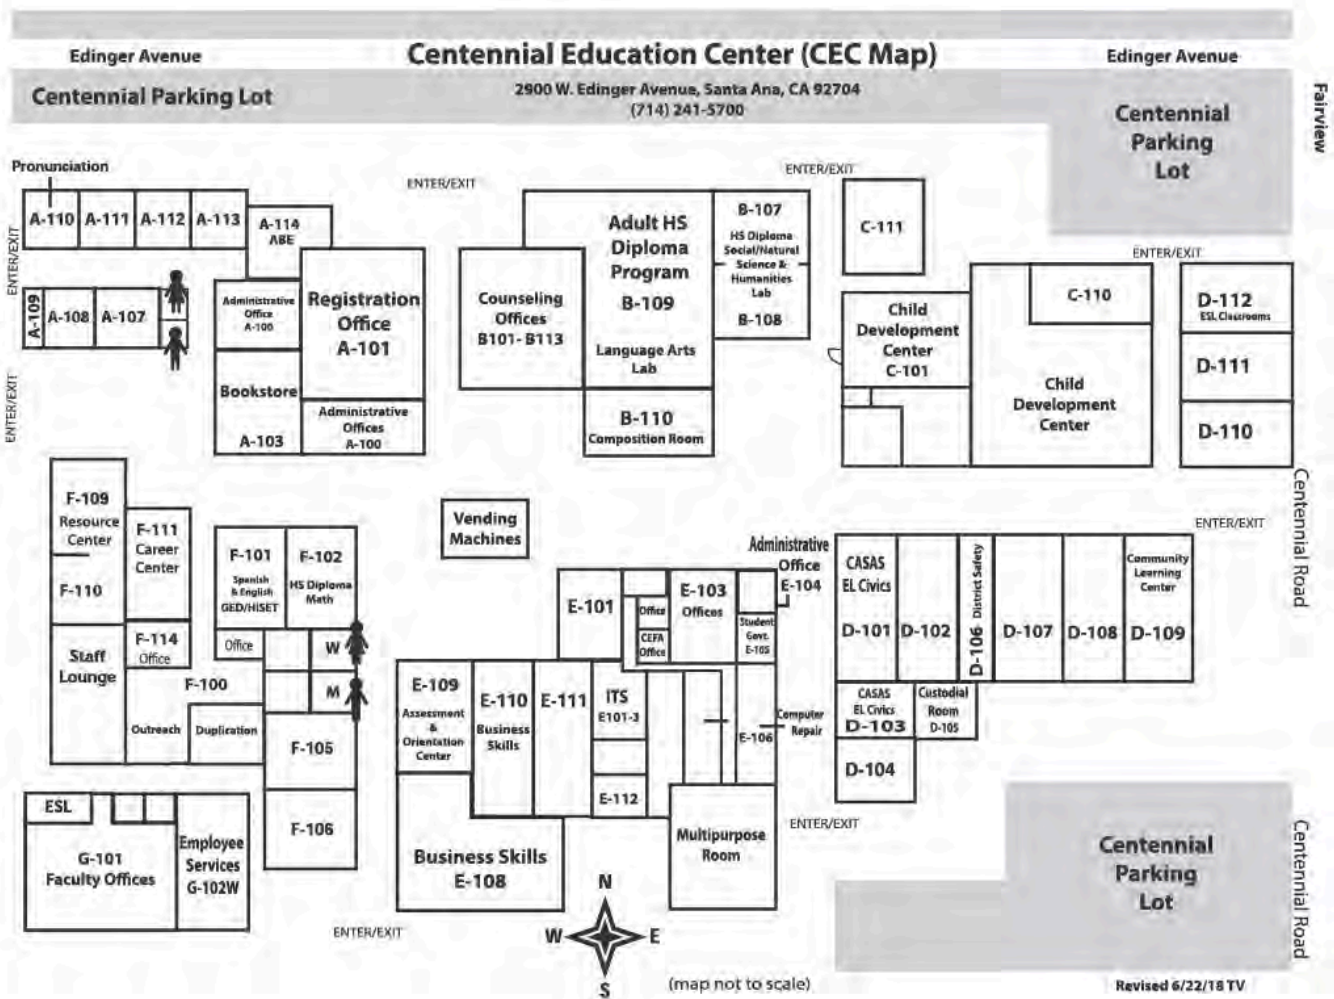 Edinger Avenue
Centennial Education Center (CEC Map)
Edinger Avenue
Centennial Parking Lot
2900 W. Edinger Avenue, Santa Ana, CA 92704
(714) 241-5700
Centennial
Parking
Lot
Fairview
Pronunciation
ENTER/EXIT
ENTER/EXIT
A-110
A-111
A-112
A-113
A-114
ABE
ENTER/EXIT
A-109
A-108
A-107
Administrative
Office
A-100
Registration
Office
A-101
Bookstore
A-103
Administrative
Offices
A-100
ENTER/EXIT
Counseling
Offices
B101- B113
Adult HS
Diploma
Program
B-109
Language Arts
Lab
B-107
HS Diploma
Social/Natural
Science &
Humanities
Lab
B-108
B-110
Composition Room
C-111
Child
Development
Center
C-101
C-110
Child
Development
Center
ENTER/EXIT
D-112
ESL Classrooms
D-111
D-110
Centennial Road
F-109
Resource
Center
F-110
F-111
Career
Center
F-101
Spanish
& English
GED/HiSET
F-102
HS Diploma
Math
Staff
Lounge
F-114
Office
Office
W
M
F-100
Outreach
Duplication
F-105
F-106
Vending
Machines
Administrative
Office
E-104
E-101
Office
CEFA
Office
E-103
Offices
Student
Govt.
E-105
E-109
Assessment
&
Orientation
Center
E-110
Business
Skills
E-111
ITS
E101-3
E-112
E-106
Computer
Repair
Business Skills
E-108
Multipurpose
Room
ENTER/EXIT
CASAS
EL Civics
D-101
D-102
D-106 District Safety
D-107
D-108
Community
Learning
Center
D-109
CASAS
EL Civics
D-103
Custodial
Room
D-105
D-104
ENTER/EXIT
ESL
G-101
Faculty Offices
Employee
Services
G-102W
ENTER/EXIT
N
W
E
S
(map not to scale)
Centennial
Parking
Lot
Centennial Road
Revised 6/22/18 TV